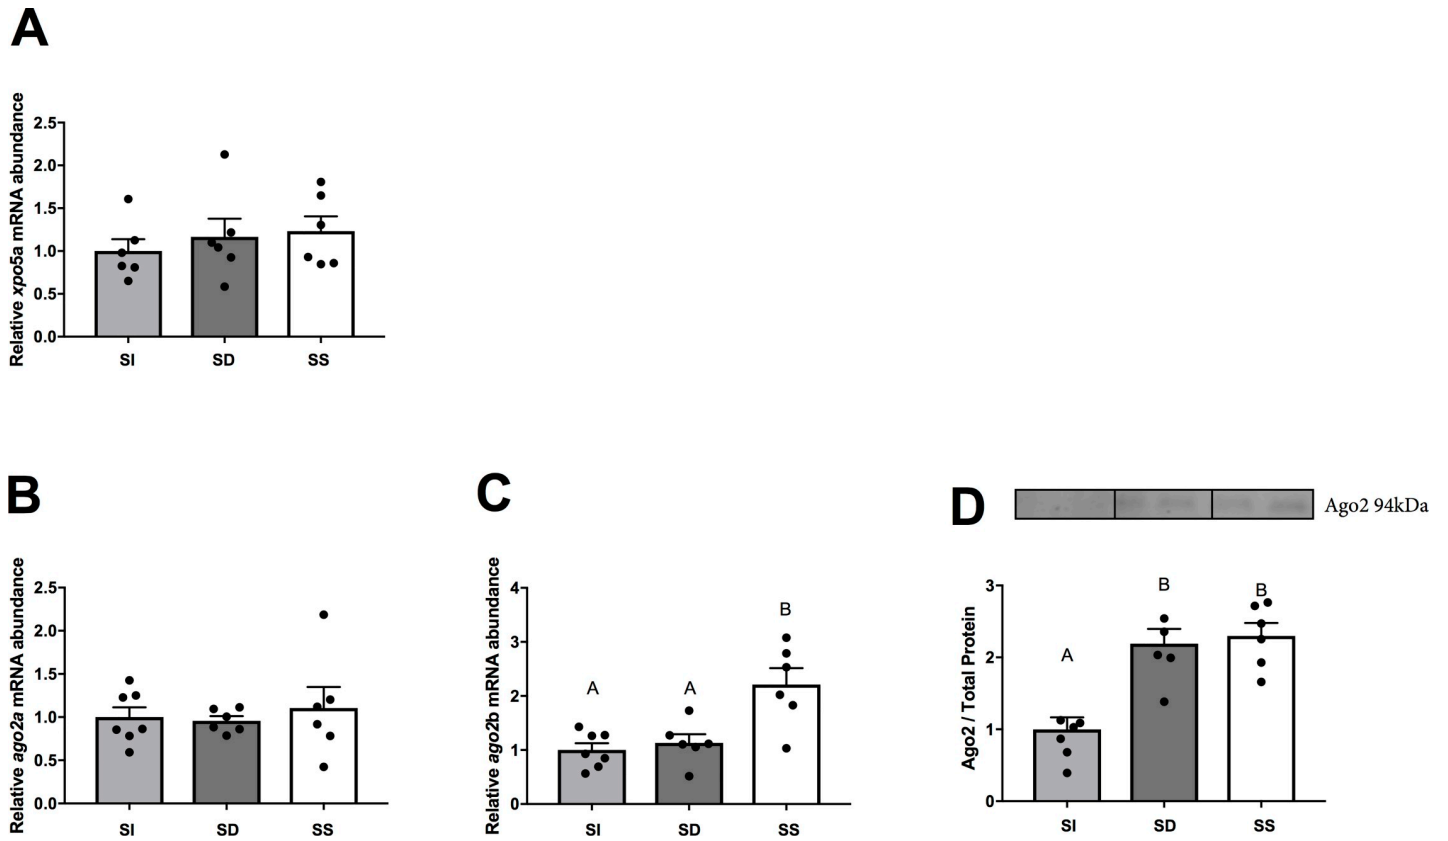 A
Relative xpo5a mRNA abundance
2.5
2.0
1.5
1.0
0.5
0.0
SI SD SS
B
Relative ago2a mRNA abundance
2.5
2.0
1.5
1.0
0.5
0.0
SI SD SS
C
Relative ago2b mRNA abundance
4
3
2
1
0
A A B
SI SD SS
D
Ago2 94kDa
Ago2 / Total Protein
3
2
1
0
A B B
SI SD SS